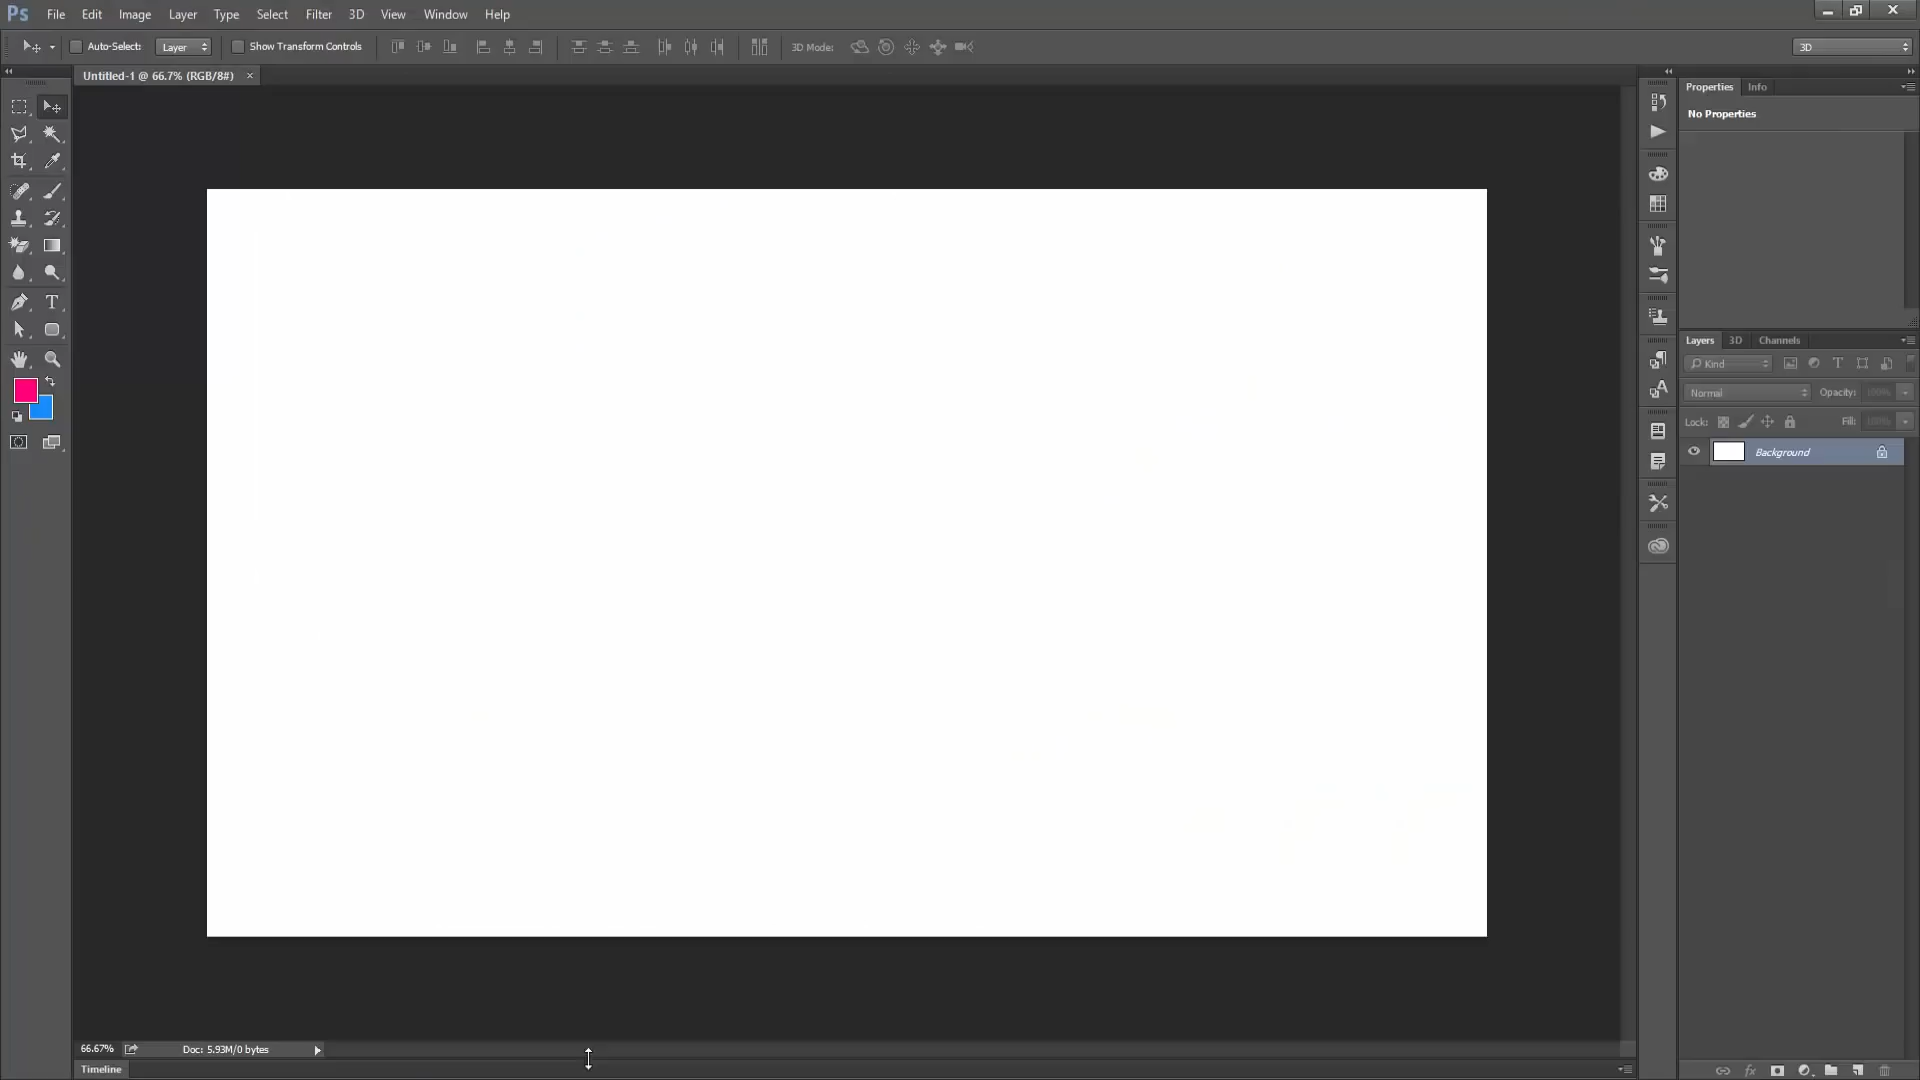 Ps File Edit Image Layer Type Select Filter 3D View Window Help
Auto-Select: Layer Show Transform Controls 3D Mode: 3D
Untitled-1 @ 66.7% (RGB/8#) ×
Properties Info
No Properties
Layers 3D Channels
Kind
Normal Opacity: 100%
Lock: Fill: 100%
Background
66.67% Doc: 5.93M/0 bytes
Timeline